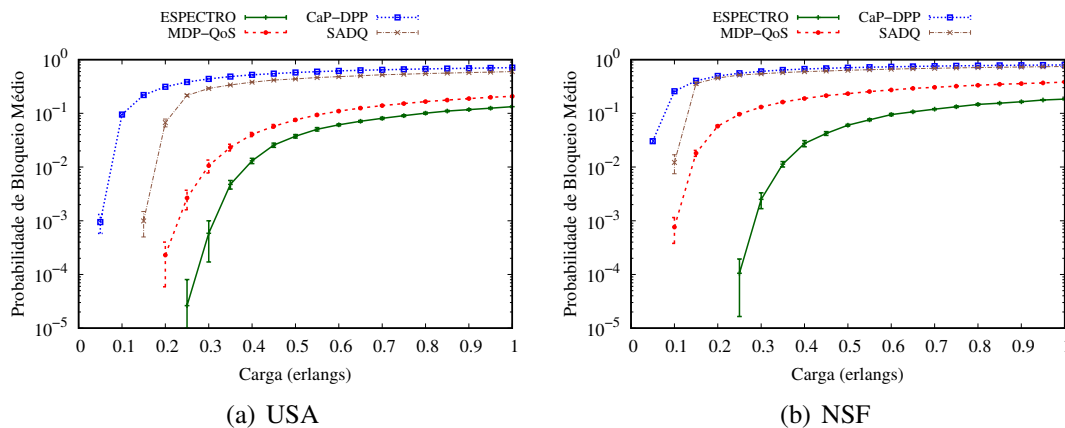 ESPECTRO
MDP−QoS
CaP−DPP
SADQ
Probabilidade de Bloqueio Médio
10^0
10^−1
10^−2
10^−3
10^−4
10^−5
0 0.1 0.2 0.3 0.4 0.5 0.6 0.7 0.8 0.9 1
Carga (erlangs)
(a) USA
ESPECTRO
MDP−QoS
CaP−DPP
SADQ
Probabilidade de Bloqueio Médio
10^0
10^−1
10^−2
10^−3
10^−4
10^−5
0 0.1 0.2 0.3 0.4 0.5 0.6 0.7 0.8 0.9 1
Carga (erlangs)
(b) NSF